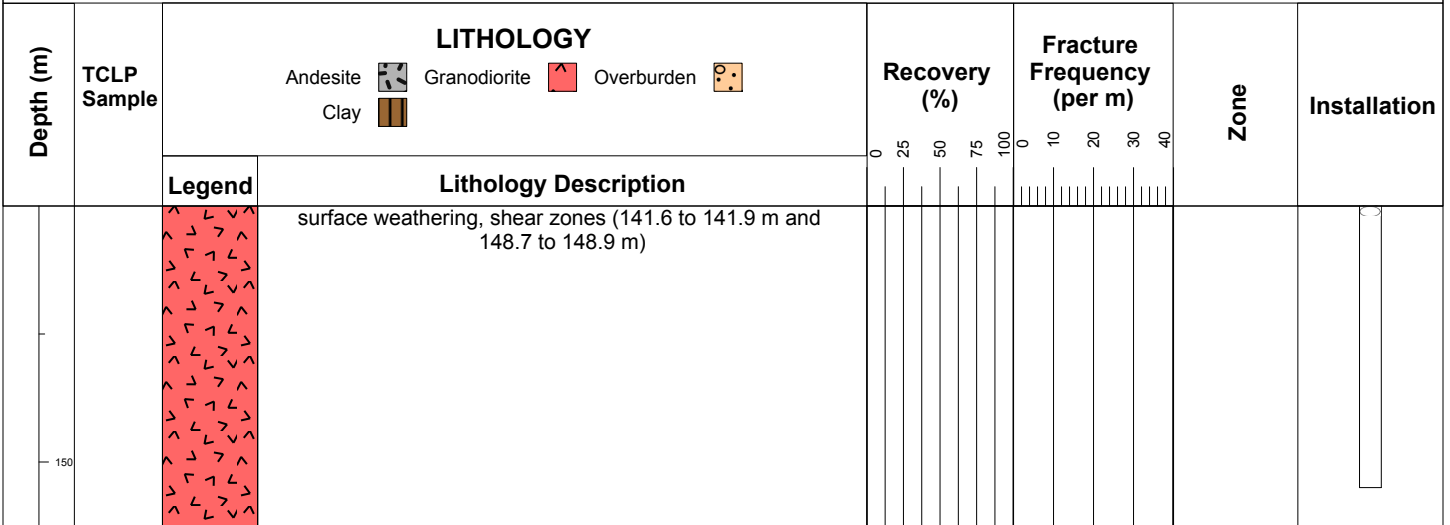 Depth (m)
TCLP
Sample
LITHOLOGY
Andesite Granodiorite Overburden
Clay
Legend
Lithology Description
Recovery
(%)
0 25 50 75 100
Fracture
Frequency
(per m)
0 10 20 30 40
Zone
Installation
surface weathering, shear zones (141.6 to 141.9 m and
148.7 to 148.9 m)
150